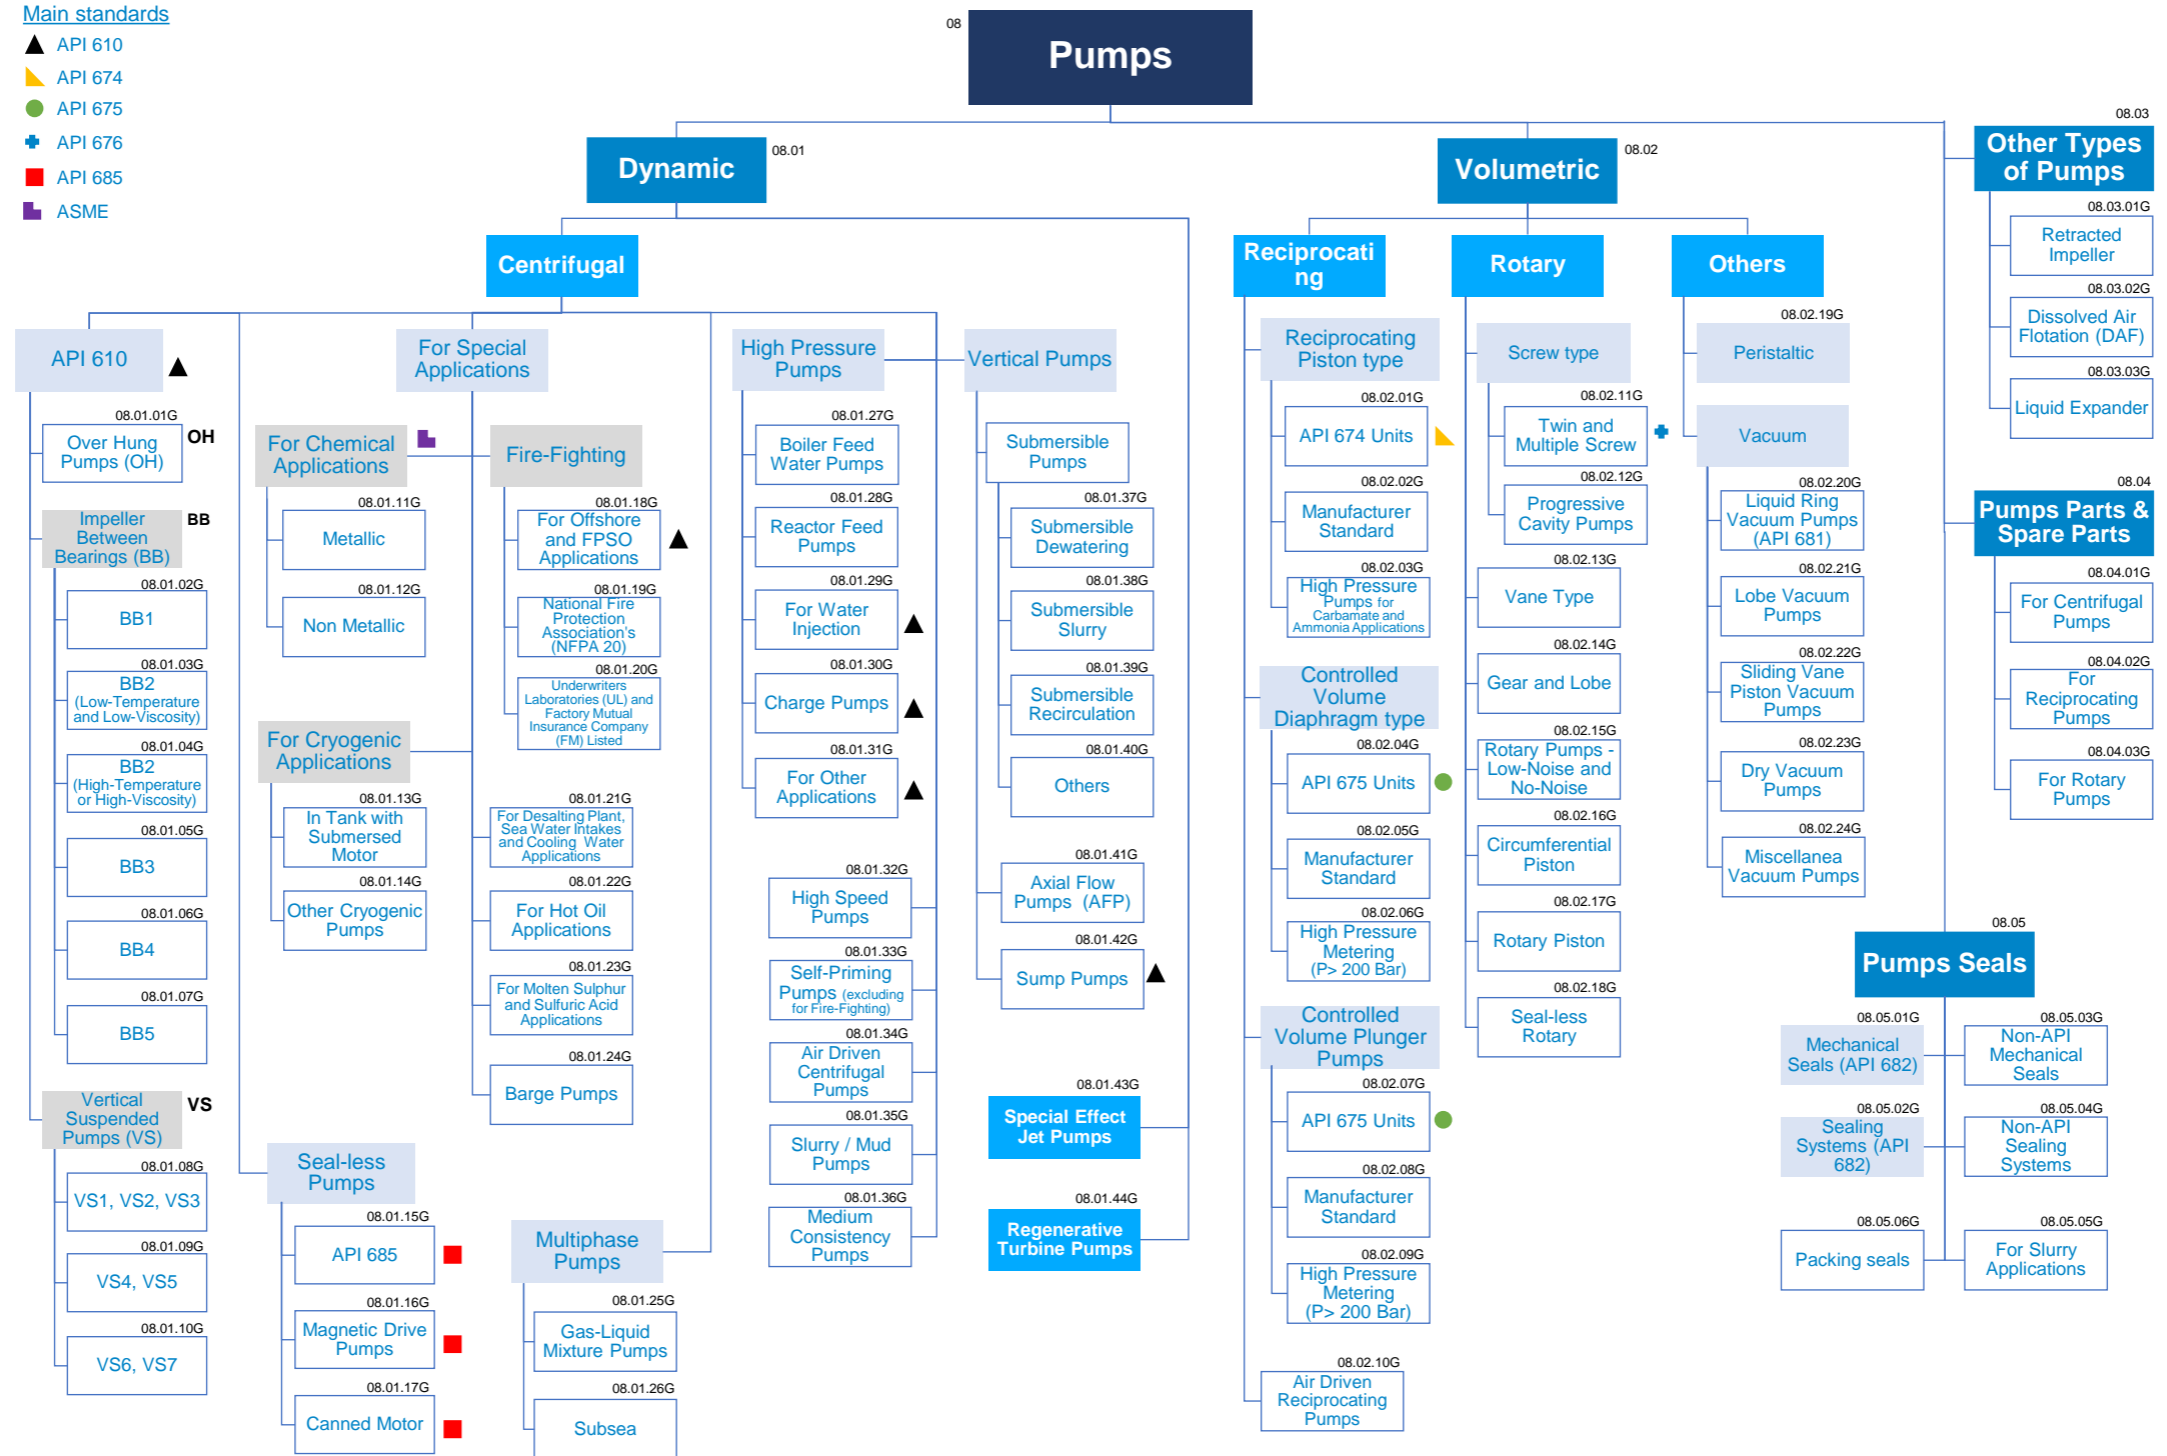 Main standards
API 610
API 674
API 675
API 676
API 685
ASME
08
Pumps
08.01
Dynamic
Centrifugal
API 610
08.01.01G
Over Hung
Pumps (OH)
OH
Impeller
Between
Bearings (BB)
BB
08.01.02G
BB1
08.01.03G
BB2
(Low-Temperature
and Low-Viscosity)
08.01.04G
BB2
(High-Temperature
or High-Viscosity)
08.01.05G
BB3
08.01.06G
BB4
08.01.07G
BB5
Vertical
Suspended
Pumps (VS)
VS
08.01.08G
VS1, VS2, VS3
08.01.09G
VS4, VS5
08.01.10G
VS6, VS7
For Special
Applications
For Chemical
Applications
08.01.11G
Metallic
08.01.12G
Non Metallic
For Cryogenic
Applications
08.01.13G
In Tank with
Submersed
Motor
08.01.14G
Other Cryogenic
Pumps
Seal-less
Pumps
08.01.15G
API 685
08.01.16G
Magnetic Drive
Pumps
08.01.17G
Canned Motor
Fire-Fighting
08.01.18G
For Offshore
and FPSO
Applications
08.01.19G
National Fire
Protection
Association's
(NFPA 20)
08.01.20G
Underwriters
Laboratories (UL) and
Factory Mutual
Insurance Company
(FM) Listed
08.01.21G
For Desalting Plant,
Sea Water Intakes
and Cooling Water
Applications
08.01.22G
For Hot Oil
Applications
08.01.23G
For Molten Sulphur
and Sulfuric Acid
Applications
08.01.24G
Barge Pumps
Multiphase
Pumps
08.01.25G
Gas-Liquid
Mixture Pumps
08.01.26G
Subsea
High Pressure
Pumps
08.01.27G
Boiler Feed
Water Pumps
08.01.28G
Reactor Feed
Pumps
08.01.29G
For Water
Injection
08.01.30G
Charge Pumps
08.01.31G
For Other
Applications
08.01.32G
High Speed
Pumps
08.01.33G
Self-Priming
Pumps (excluding
for Fire-Fighting)
08.01.34G
Air Driven
Centrifugal
Pumps
08.01.35G
Slurry / Mud
Pumps
08.01.36G
Medium
Consistency
Pumps
Vertical Pumps
Submersible
Pumps
08.01.37G
Submersible
Dewatering
08.01.38G
Submersible
Slurry
08.01.39G
Submersible
Recirculation
08.01.40G
Others
08.01.41G
Axial Flow
Pumps (AFP)
08.01.42G
Sump Pumps
08.01.43G
Special Effect
Jet Pumps
08.01.44G
Regenerative
Turbine Pumps
08.02
Volumetric
Reciprocati
ng
Reciprocating
Piston type
08.02.01G
API 674 Units
08.02.02G
Manufacturer
Standard
08.02.03G
High Pressure
Pumps for
Carbamate and
Ammonia Applications
Controlled
Volume
Diaphragm type
08.02.04G
API 675 Units
08.02.05G
Manufacturer
Standard
08.02.06G
High Pressure
Metering
(P> 200 Bar)
Controlled
Volume Plunger
Pumps
08.02.07G
API 675 Units
08.02.08G
Manufacturer
Standard
08.02.09G
High Pressure
Metering
(P> 200 Bar)
08.02.10G
Air Driven
Reciprocating
Pumps
Rotary
Screw type
08.02.11G
Twin and
Multiple Screw
08.02.12G
Progressive
Cavity Pumps
08.02.13G
Vane Type
08.02.14G
Gear and Lobe
08.02.15G
Rotary Pumps -
Low-Noise and
No-Noise
08.02.16G
Circumferential
Piston
08.02.17G
Rotary Piston
08.02.18G
Seal-less
Rotary
Others
08.02.19G
Peristaltic
Vacuum
08.02.20G
Liquid Ring
Vacuum Pumps
(API 681)
08.02.21G
Lobe Vacuum
Pumps
08.02.22G
Sliding Vane
Piston Vacuum
Pumps
08.02.23G
Dry Vacuum
Pumps
08.02.24G
Miscellanea
Vacuum Pumps
08.03
Other Types
of Pumps
08.03.01G
Retracted
Impeller
08.03.02G
Dissolved Air
Flotation (DAF)
08.03.03G
Liquid Expander
08.04
Pumps Parts &
Spare Parts
08.04.01G
For Centrifugal
Pumps
08.04.02G
For
Reciprocating
Pumps
08.04.03G
For Rotary
Pumps
08.05
Pumps Seals
08.05.01G
Mechanical
Seals (API 682)
08.05.03G
Non-API
Mechanical
Seals
08.05.02G
Sealing
Systems (API
682)
08.05.04G
Non-API
Sealing
Systems
08.05.06G
Packing seals
08.05.05G
For Slurry
Applications